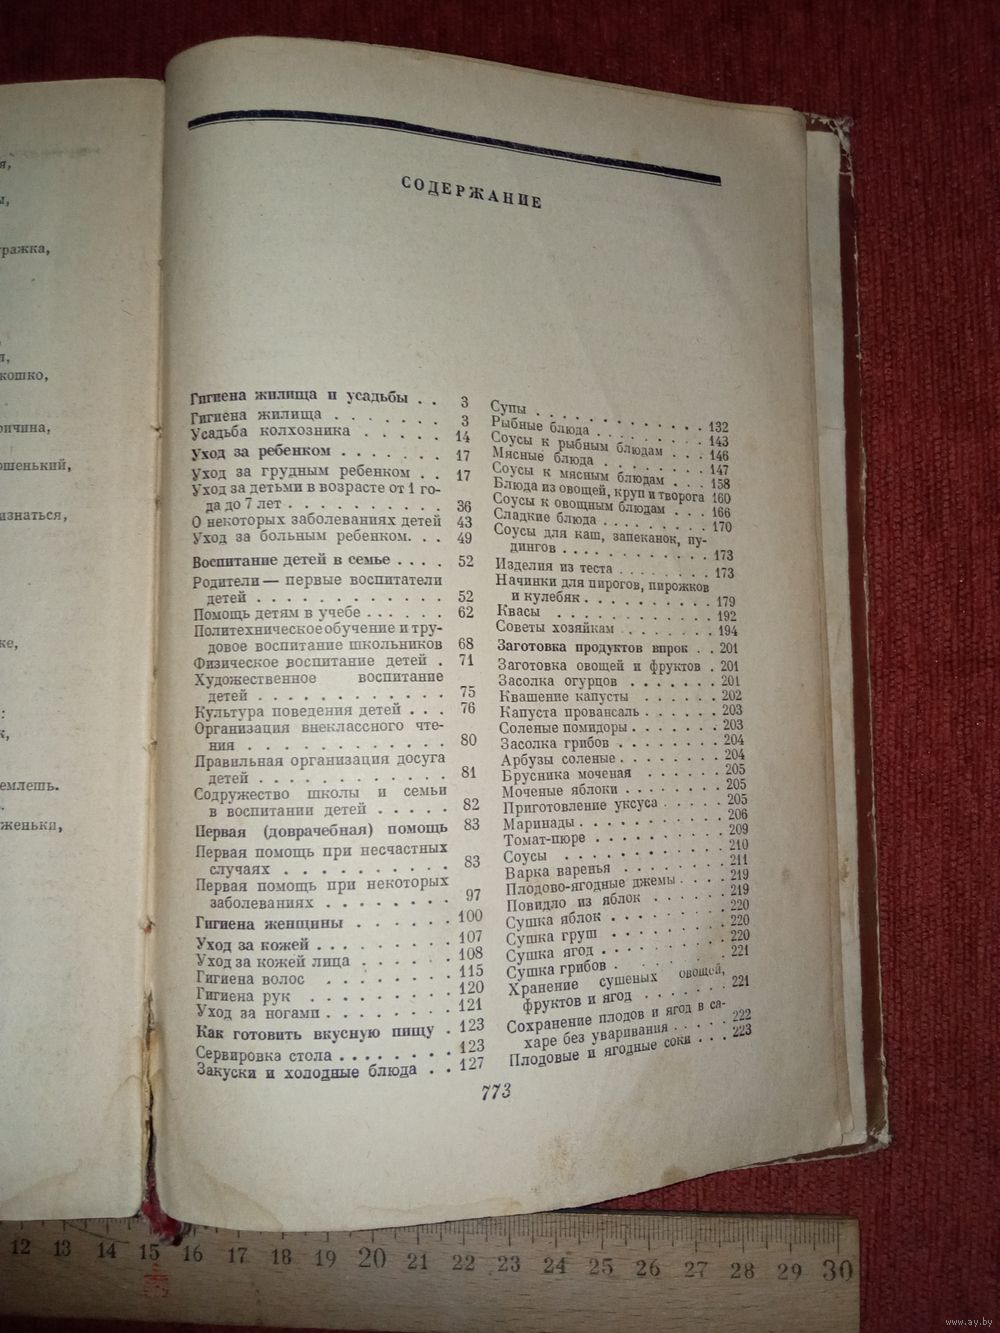 я,
ы,
ражка,
л,
кошко,
ричина,
ошенький,
изнаться,
ке,
:
к,
емлешь.
женьки,
СОДЕРЖАНИЕ
Гигиена жилища и усадьбы . . 3
Гигиена жилища . . . . . . 3
Усадьба колхозника . . . . . 14
Уход за ребенком . . . . . . . 17
Уход за грудным ребенком . . 17
Уход за детьми в возрасте от 1 го-
да до 7 лет . . . . . . . . . . 36
О некоторых заболеваниях детей 43
Уход за больным ребенком. . . 49
Воспитание детей в семье . . . . 52
Родители — первые воспитатели
детей . . . . . . . . . . . . 52
Помощь детям в учебе . . . . . . 62
Политехническое обучение и тру-
довое воспитание школьников 68
Физическое воспитание детей . 71
Художественное воспитание
детей . . . . . . . . . . . . 75
Культура поведения детей . . . 76
Организация внеклассного чте-
ния . . . . . . . . . . . . 80
Правильная организация досуга
детей . . . . . . . . . . . . 81
Содружество школы и семьи
в воспитании детей . . . . . 82
Первая (доврачебная) помощь 83
Первая помощь при несчастных
случаях . . . . . . . . . . 83
Первая помощь при некоторых
заболеваниях . . . . . . . . 97
Гигиена женщины . . . . . . 100
Уход за кожей . . . . . . . . . 107
Уход за кожей лица . . . . . . 108
Гигиена волос . . . . . . . . 115
Гигиена рук . . . . . . . . . 120
Уход за ногами . . . . . . . . 121
Как готовить вкусную пищу . 123
Сервировка стола . . . . . . . . 123
Закуски и холодные блюда . . 127
Супы . . . . . . . . . . . . 132
Рыбные блюда . . . . . . . . . 143
Соусы к рыбным блюдам . . . 146
Мясные блюда . . . . . . . . 147
Соусы к мясным блюдам . . . 158
Блюда из овощей, круп и творога 160
Соусы к овощным блюдам . . . 166
Сладкие блюда . . . . . . . . . 170
Соусы для каш, запеканок, пу-
дингов . . . . . . . . . . . . . 173
Изделия из теста . . . . . . . . 173
Начинки для пирогов, пирожков
и кулебяк . . . . . . . . . . 179
Квасы . . . . . . . . . . . . 192
Советы хозяйкам . . . . . . . 194
Заготовка продуктов впрок . . 201
Заготовка овощей и фруктов . 201
Засолка огурцов . . . . . . . 201
Квашение капусты . . . . . . 202
Капуста провансаль . . . . . . 203
Соленые помидоры . . . . . . . 203
Засолка грибов . . . . . . . . 204
Арбузы соленые . . . . . . . . 204
Брусника моченая . . . . . . 205
Моченые яблоки . . . . . . . . 205
Приготовление уксуса . . . . . 205
Маринады . . . . . . . . . . . 206
Томат-пюре . . . . . . . . . . 209
Соусы . . . . . . . . . . . . 210
Варка варенья . . . . . . . . 211
Плодово-ягодные джемы . . . . 219
Повидло из яблок . . . . . . 219
Сушка яблок . . . . . . . . . 220
Сушка груш . . . . . . . . . 220
Сушка ягод . . . . . . . . . . 220
Сушка грибов . . . . . . . . . 221
Хранение сушеных овощей,
фруктов и ягод . . . . . . . 221
Сохранение плодов и ягод в са-
харе без уваривания . . . . . 222
Плодовые и ягодные соки . . . 223
773
12 13 14 15 16 17 18 19 20 21 22 23 24 25 26 27 28 29 30
www.ay.by